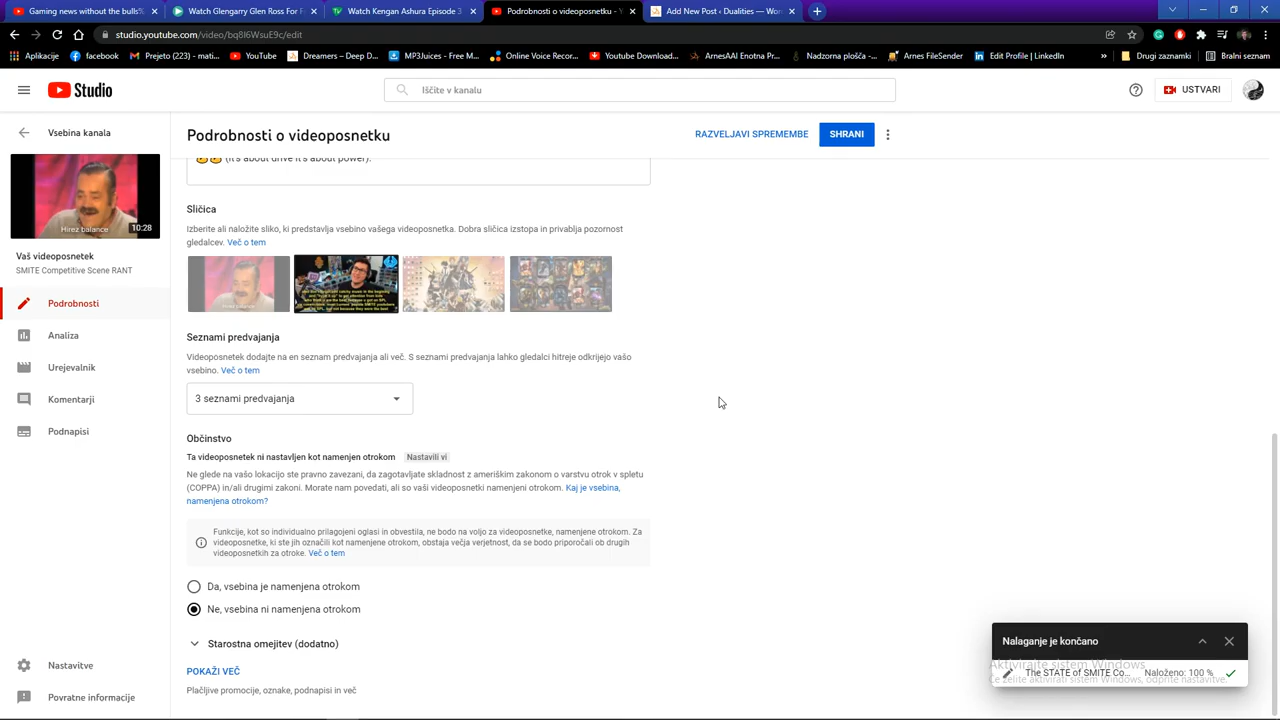 Gaming news without the bulls%
Watch Glengarry Glen Ross For F
Watch Kengan Ashura Episode 3
Podrobnosti o videoposnetku - Y
Add New Post ‹ Dualities — Wor
studio.youtube.com/video/bq8I6WsuE9c/edit
Aplikacije
facebook
Prejeto (223) - mati...
YouTube
Dreamers – Deep D...
MP3Juices - Free M...
Online Voice Recor...
Youtube Download...
ArnesAAI Enotna Pr...
Nadzorna plošča -...
Arnes FileSender
Edit Profile | LinkedIn
»
Drugi zaznamki
Bralni seznam
Studio
Iščite v kanalu
USTVARI
Vsebina kanala
Podrobnosti o videoposnetku
RAZVELJAVI SPREMEMBE
SHRANI
Hirez balance
10:28
Vaš videoposnetek
SMITE Competitive Scene RANT
Podrobnosti
Analiza
Urejevalnik
Komentarji
Podnapisi
Nastavitve
Povratne informacije
(It's about drive it's about power).
Sličica
Izberite ali naložite sliko, ki predstavlja vsebino vašega videoposnetka. Dobra sličica izstopa in privablja pozornost
gledalcev. Več o tem
Seznami predvajanja
Videoposnetek dodajte na en seznam predvajanja ali več. S seznami predvajanja lahko gledalci hitreje odkrijejo vašo
vsebino. Več o tem
3 seznami predvajanja
Občinstvo
Ta videoposnetek ni nastavljen kot namenjen otrokom Nastavili vi
Ne glede na vašo lokacijo ste pravno zavezani, da zagotavljate skladnost z ameriškim zakonom o varstvu otrok v spletu
(COPPA) in/ali drugimi zakoni. Morate nam povedati, ali so vaši videoposnetki namenjeni otrokom. Kaj je vsebina,
namenjena otrokom?
Funkcije, kot so individualno prilagojeni oglasi in obvestila, ne bodo na voljo za videoposnetke, namenjene otrokom. Za
videoposnetke, ki ste jih označili kot namenjene otrokom, obstaja večja verjetnost, da se bodo priporočali ob drugih
videoposnetkih za otroke. Več o tem
Da, vsebina je namenjena otrokom
Ne, vsebina ni namenjena otrokom
Starostna omejitev (dodatno)
POKAŽI VEČ
Plačljive promocije, oznake, podnapisi in več
Nalaganje je končano
The STATE of SMITE Co... Naloženo: 100 %
Aktivirajte sistem Windows
Če želite aktivirati sistem Windows, odprite nastavitve.